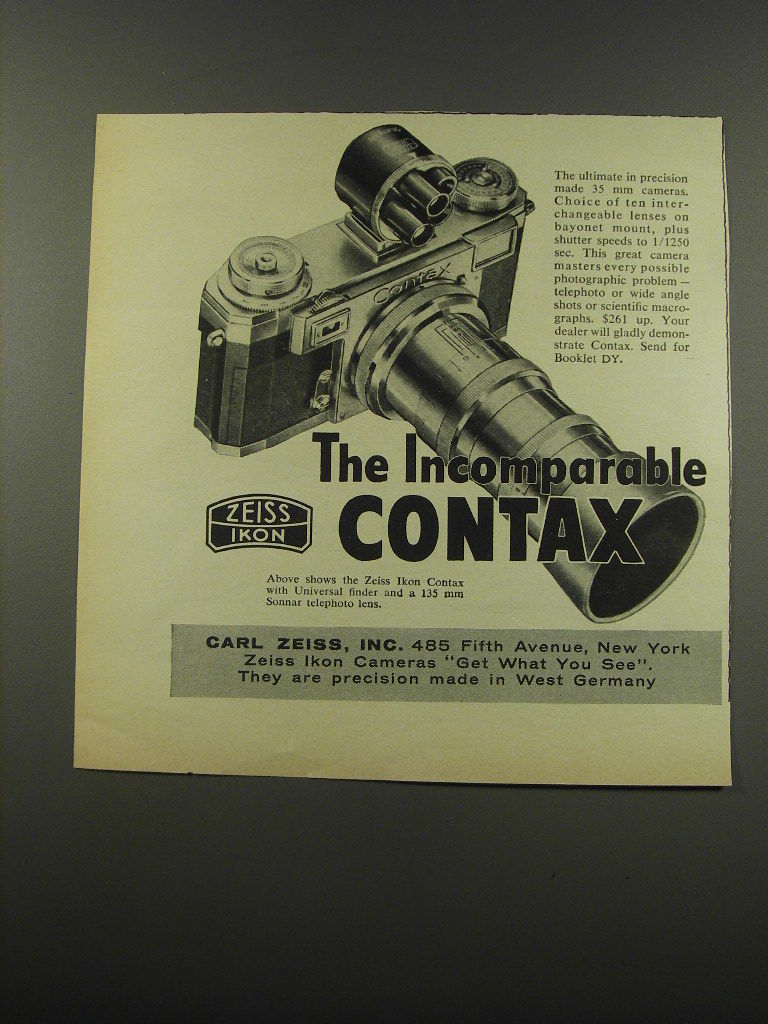 The ultimate in precision
made 35 mm cameras.
Choice of ten inter-
changeable lenses on
bayonet mount, plus
shutter speeds to 1/1250
sec. This great camera
masters every possible
photographic problem —
telephoto or wide angle
shots or scientific macro-
graphs. $261 up. Your
dealer will gladly demon-
strate Contax. Send for
Booklet DY.
Contax
The Incomparable
CONTAX
ZEISS
IKON
Above shows the Zeiss Ikon Contax
with Universal finder and a 135 mm
Sonnar telephoto lens.
CARL ZEISS, INC. 485 Fifth Avenue, New York
Zeiss Ikon Cameras "Get What You See".
They are precision made in West Germany